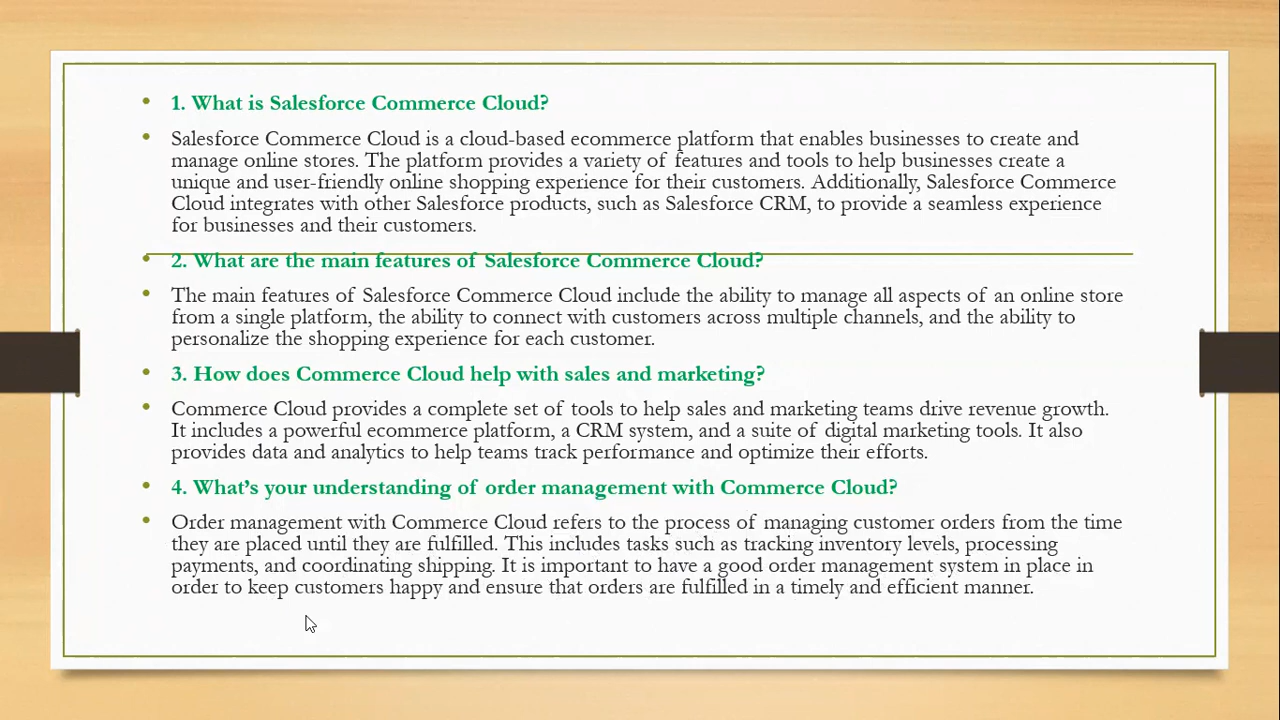 • 1. What is Salesforce Commerce Cloud?
• Salesforce Commerce Cloud is a cloud-based ecommerce platform that enables businesses to create and
manage online stores. The platform provides a variety of features and tools to help businesses create a
unique and user-friendly online shopping experience for their customers. Additionally, Salesforce Commerce
Cloud integrates with other Salesforce products, such as Salesforce CRM, to provide a seamless experience
for businesses and their customers.
• 2. What are the main features of Salesforce Commerce Cloud?
• The main features of Salesforce Commerce Cloud include the ability to manage all aspects of an online store
from a single platform, the ability to connect with customers across multiple channels, and the ability to
personalize the shopping experience for each customer.
• 3. How does Commerce Cloud help with sales and marketing?
• Commerce Cloud provides a complete set of tools to help sales and marketing teams drive revenue growth.
It includes a powerful ecommerce platform, a CRM system, and a suite of digital marketing tools. It also
provides data and analytics to help teams track performance and optimize their efforts.
• 4. What’s your understanding of order management with Commerce Cloud?
• Order management with Commerce Cloud refers to the process of managing customer orders from the time
they are placed until they are fulfilled. This includes tasks such as tracking inventory levels, processing
payments, and coordinating shipping. It is important to have a good order management system in place in
order to keep customers happy and ensure that orders are fulfilled in a timely and efficient manner.